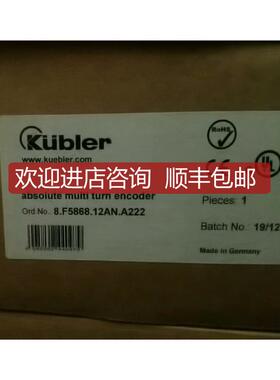 Kübler
www.kuebler.com
RoHS
欢迎进店咨询 顺丰包邮
absolute multi turn encoder
Pieces: 1
Ord No.: 8.F5868.12AN.A222
Batch No.: 19/12
Made in Germany